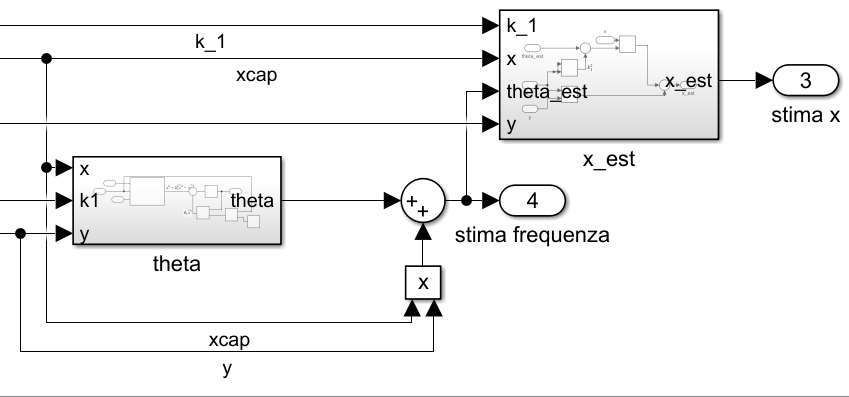 k_1
k_1
x
xcap
theta_est
x_est
y
3
stima x
x_est
x
k1
theta
y
theta
+
+
4
stima frequenza
x
xcap
y